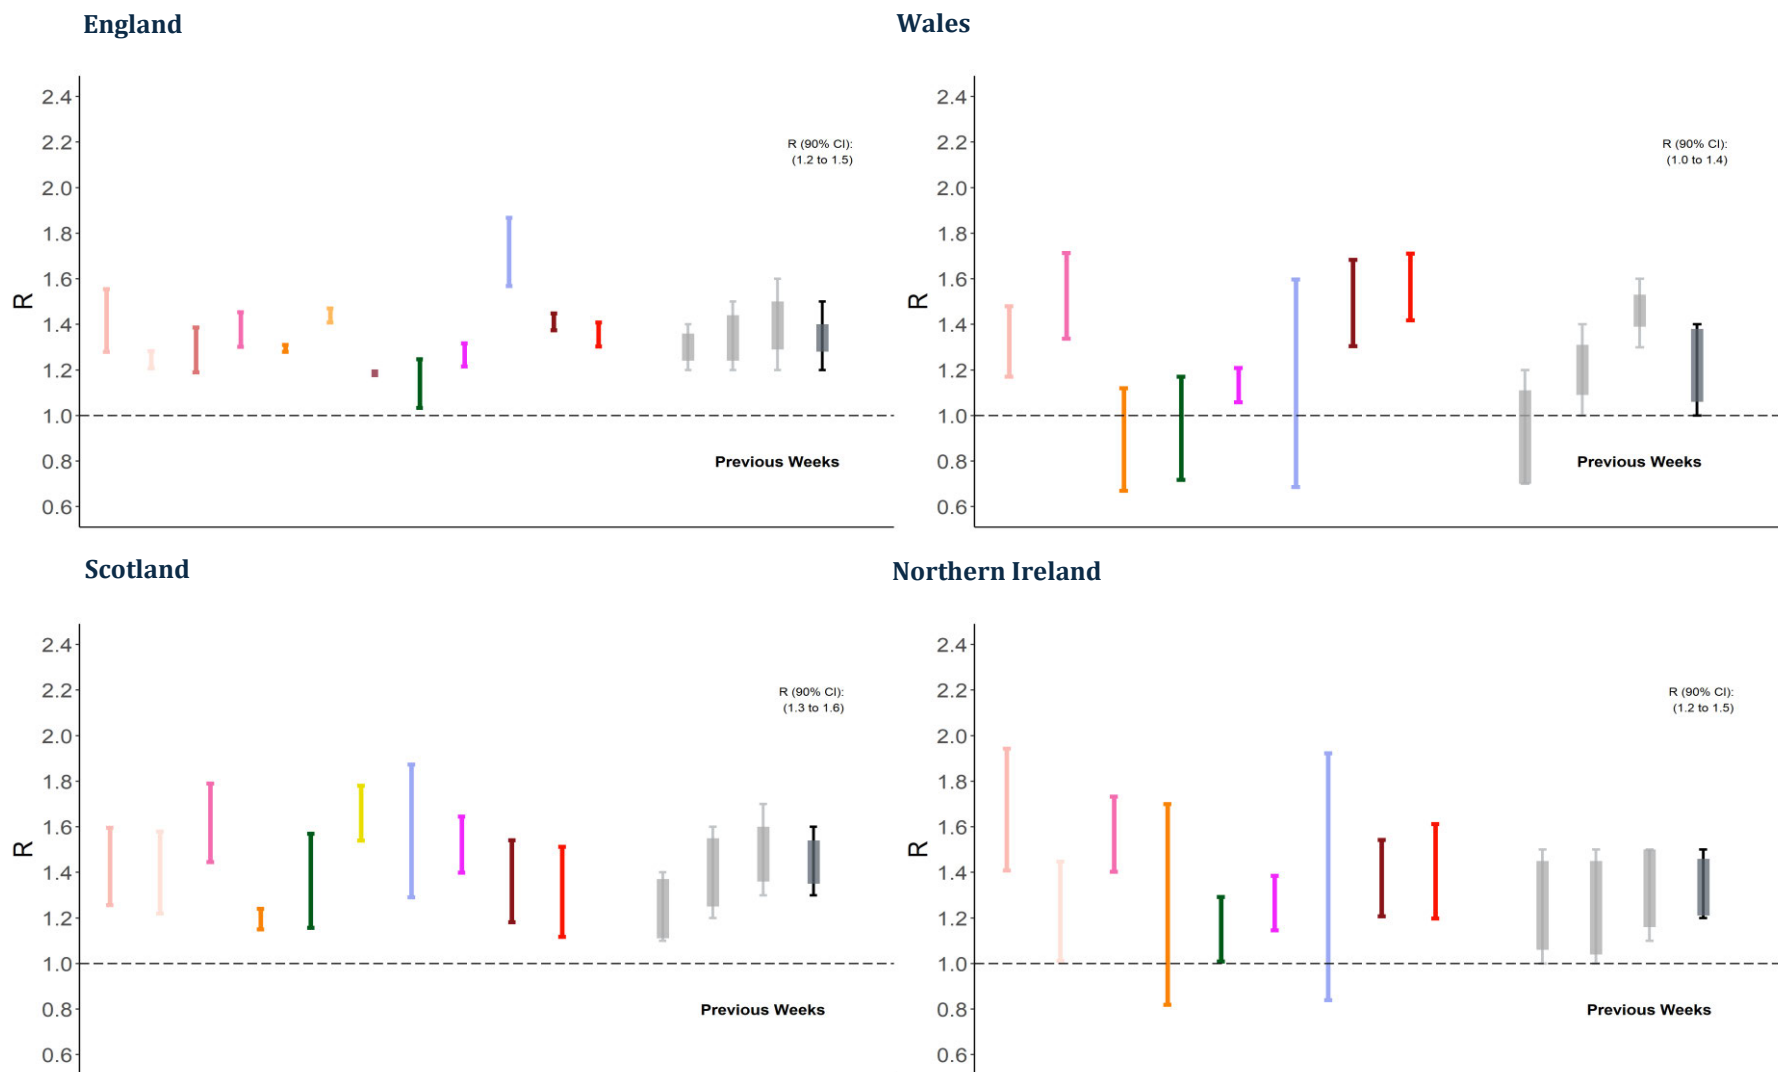 England
2.4
2.2
2.0
1.8
1.6
1.4
1.2
1.0
0.8
0.6
R
R (90% CI):
(1.2 to 1.5)
Previous Weeks
Wales
2.4
2.2
2.0
1.8
1.6
1.4
1.2
1.0
0.8
0.6
R
R (90% CI):
(1.0 to 1.4)
Previous Weeks
Scotland
2.4
2.2
2.0
1.8
1.6
1.4
1.2
1.0
0.8
0.6
R
R (90% CI):
(1.3 to 1.6)
Previous Weeks
Northern Ireland
2.4
2.2
2.0
1.8
1.6
1.4
1.2
1.0
0.8
0.6
R
R (90% CI):
(1.2 to 1.5)
Previous Weeks